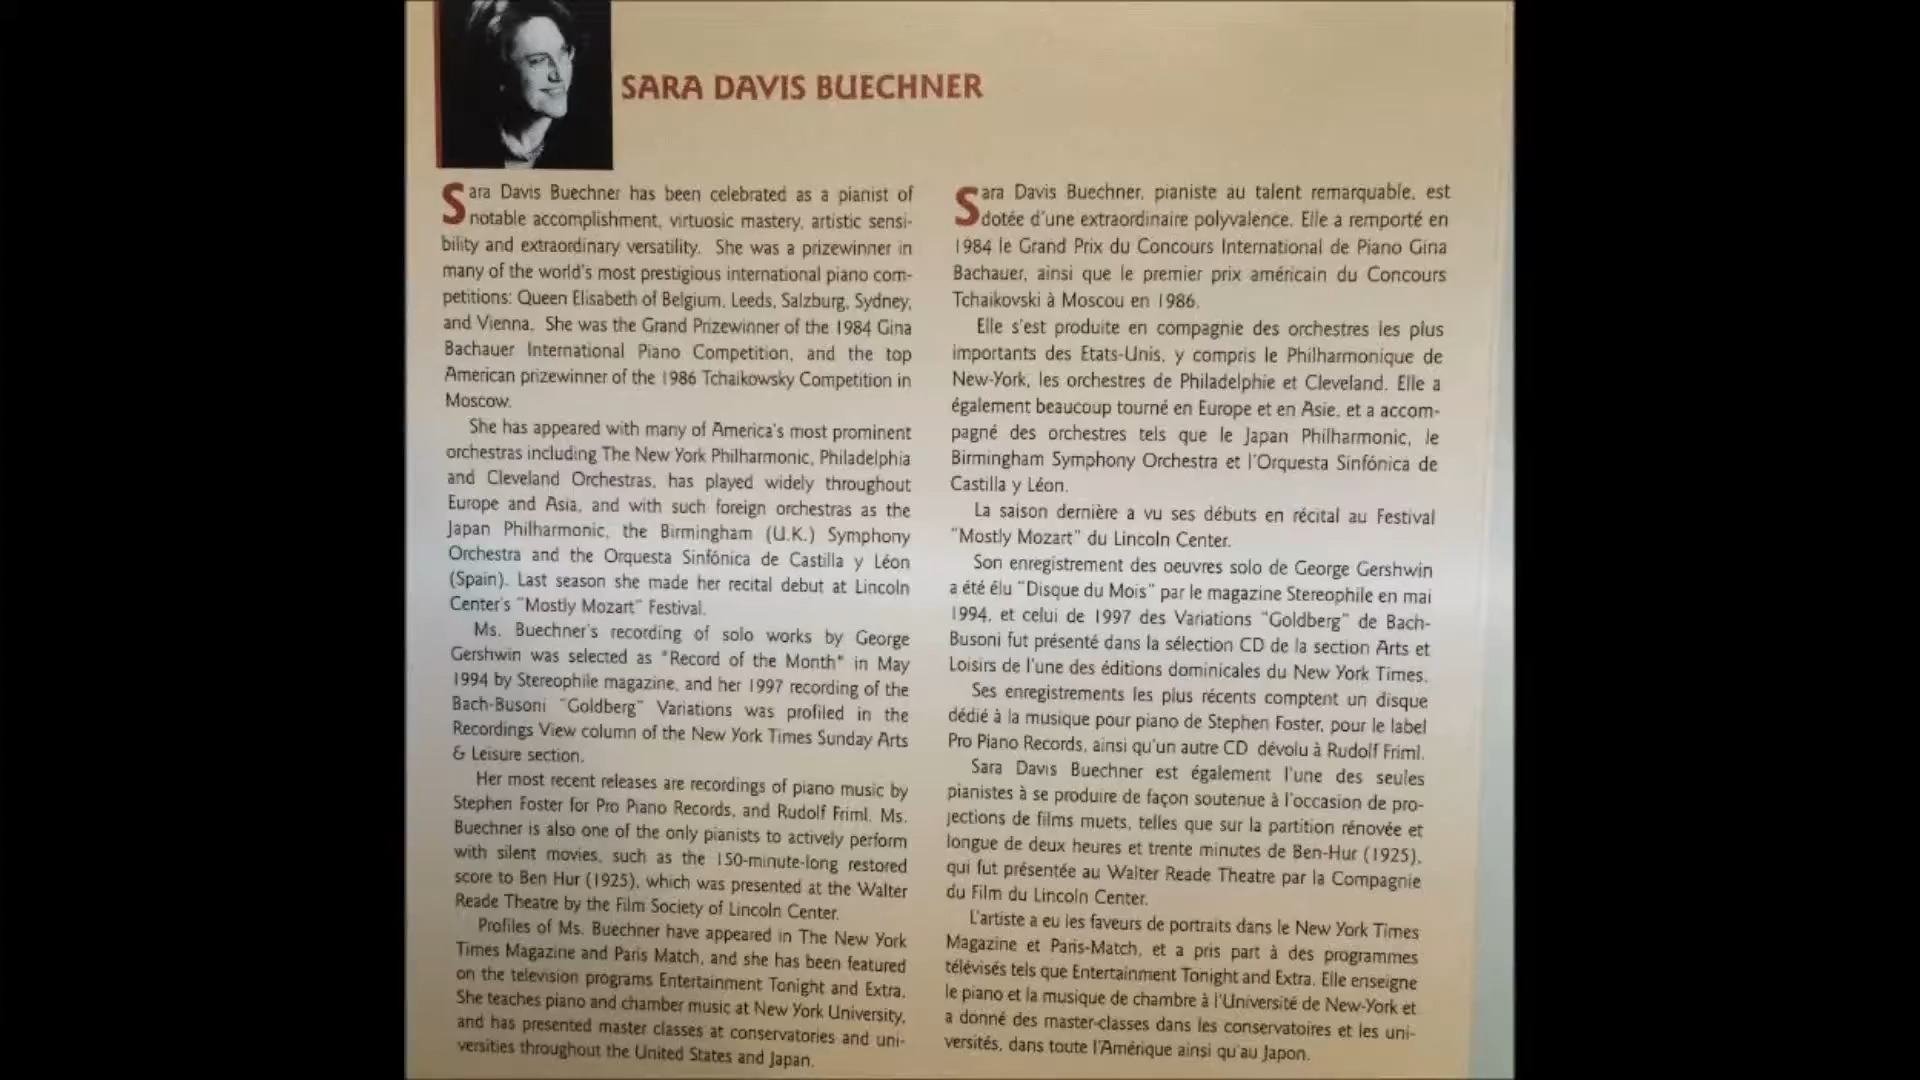 SARA DAVIS BUECHNER
Sara Davis Buechner has been celebrated as a pianist of
notable accomplishment, virtuosic mastery, artistic sensi-
bility and extraordinary versatility. She was a prizewinner in
many of the world's most prestigious international piano com-
petitions: Queen Elisabeth of Belgium, Leeds, Salzburg, Sydney,
and Vienna. She was the Grand Prizewinner of the 1984 Gina
Bachauer International Piano Competition, and the top
American prizewinner of the 1986 Tchaikowsky Competition in
Moscow.
She has appeared with many of America's most prominent
orchestras including The New York Philharmonic, Philadelphia
and Cleveland Orchestras, has played widely throughout
Europe and Asia, and with such foreign orchestras as the
Japan Philharmonic, the Birmingham (U.K.) Symphony
Orchestra and the Orquesta Sinfónica de Castilla y Léon
(Spain). Last season she made her recital debut at Lincoln
Center's "Mostly Mozart" Festival.
Ms. Buechner's recording of solo works by George
Gershwin was selected as "Record of the Month" in May
1994 by Stereophile magazine, and her 1997 recording of the
Bach-Busoni "Goldberg" Variations was profiled in the
Recordings View column of the New York Times Sunday Arts
& Leisure section.
Her most recent releases are recordings of piano music by
Stephen Foster for Pro Piano Records, and Rudolf Friml. Ms.
Buechner is also one of the only pianists to actively perform
with silent movies, such as the 150-minute-long restored
score to Ben Hur (1925), which was presented at the Walter
Reade Theatre by the Film Society of Lincoln Center.
Profiles of Ms. Buechner have appeared in The New York
Times Magazine and Paris Match, and she has been featured
on the television programs Entertainment Tonight and Extra.
She teaches piano and chamber music at New York University,
and has presented master classes at conservatories and uni-
versities throughout the United States and Japan.
Sara Davis Buechner, pianiste au talent remarquable, est
dotée d'une extraordinaire polyvalence. Elle a remporté en
1984 le Grand Prix du Concours International de Piano Gina
Bachauer, ainsi que le premier prix américain du Concours
Tchaikovski à Moscou en 1986.
Elle s'est produite en compagnie des orchestres les plus
importants des Etats-Unis, y compris le Philharmonique de
New-York, les orchestres de Philadelphie et Cleveland. Elle a
également beaucoup tourné en Europe et en Asie, et a accom-
pagné des orchestres tels que le Japan Philharmonic, le
Birmingham Symphony Orchestra et l'Orquesta Sinfónica de
Castilla y Léon.
La saison dernière a vu ses débuts en récital au Festival
"Mostly Mozart" du Lincoln Center.
Son enregistrement des oeuvres solo de George Gershwin
a été élu "Disque du Mois" par le magazine Stereophile en mai
1994, et celui de 1997 des Variations "Goldberg" de Bach-
Busoni fut présenté dans la sélection CD de la section Arts et
Loisirs de l'une des éditions dominicales du New York Times.
Ses enregistrements les plus récents comptent un disque
dédié à la musique pour piano de Stephen Foster, pour le label
Pro Piano Records, ainsi qu'un autre CD dévolu à Rudolf Friml.
Sara Davis Buechner est également l'une des seules
pianistes à se produire de façon soutenue à l'occasion de pro-
jections de films muets, telles que sur la partition rénovée et
longue de deux heures et trente minutes de Ben-Hur (1925),
qui fut présentée au Walter Reade Theatre par la Compagnie
du Film du Lincoln Center.
L'artiste a eu les faveurs de portraits dans le New York Times
Magazine et Paris-Match, et a pris part à des programmes
télévisés tels que Entertainment Tonight and Extra. Elle enseigne
le piano et la musique de chambre à l'Université de New-York et
a donné des master-classes dans les conservatoires et les uni-
versités, dans toute l'Amérique ainsi qu'au Japon.